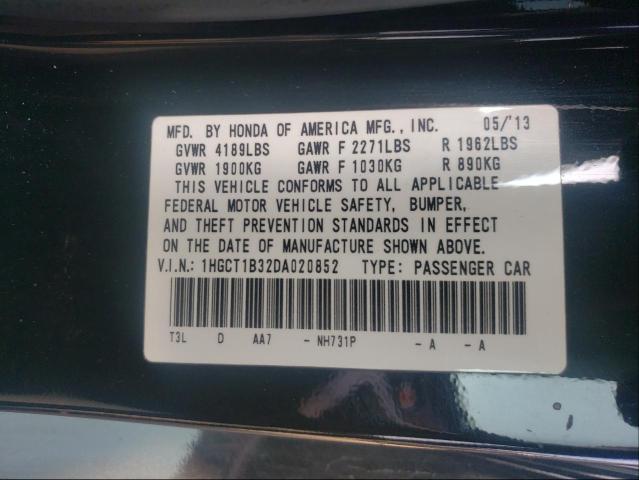 MFD. BY HONDA OF AMERICA MFG., INC. 05/'13
GVWR 4189LBS GAWR F 2271LBS R 1962LBS
GVWR 1900KG GAWR F 1030KG R 890KG
THIS VEHICLE CONFORMS TO ALL APPLICABLE
FEDERAL MOTOR VEHICLE SAFETY, BUMPER,
AND THEFT PREVENTION STANDARDS IN EFFECT
ON THE DATE OF MANUFACTURE SHOWN ABOVE.
V.I.N.: 1HGCT1B32DA020852 TYPE: PASSENGER CAR
T3L D AA7 - NH731P - A - A